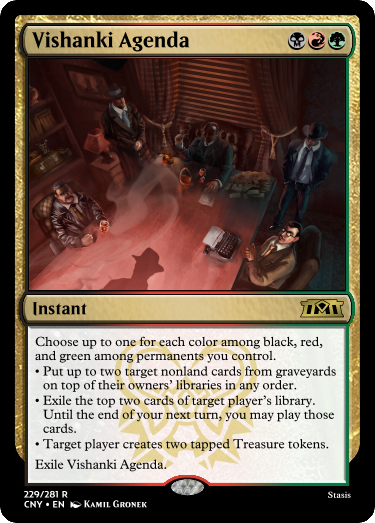 Vishanki Agenda
Instant
Choose up to one for each color among black, red,
and green among permanents you control.
• Put up to two target nonland cards from graveyards
on top of their owners' libraries in any order.
• Exile the top two cards of target player's library.
Until the end of your next turn, you may play those
cards.
• Target player creates two tapped Treasure tokens.
Exile Vishanki Agenda.
229/281 R
Stasis
CNY • EN Kamil Gronek